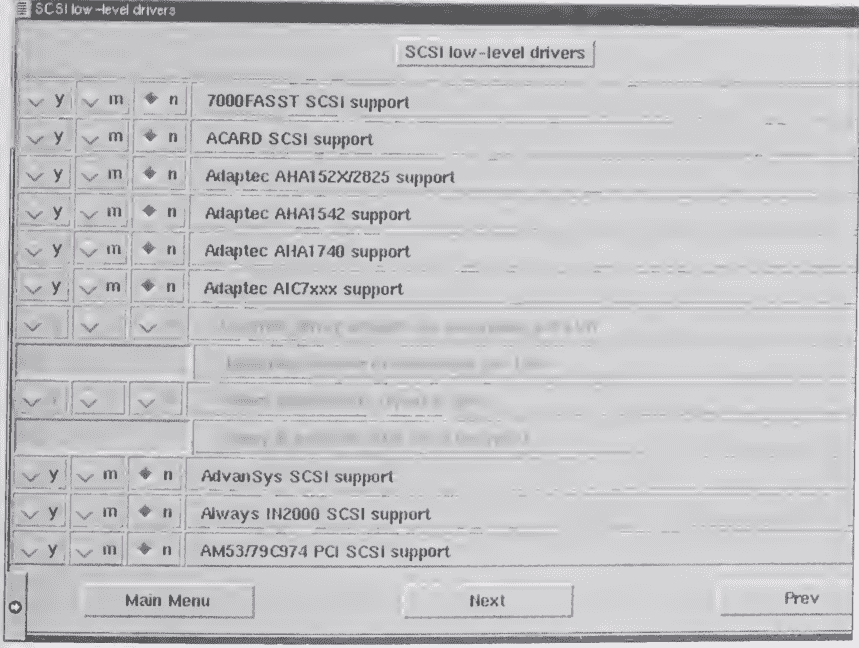 SCSI low-level drivers
SCSI low-level drivers
y m n 7000FASST SCSI support
y m n ACARD SCSI support
y m n Adaptec AHA152X/2825 support
y m n Adaptec AHA1542 support
y m n Adaptec AHA1740 support
y m n Adaptec AIC7xxx support
y m n AdvanSys SCSI support
y m n Always IN2000 SCSI support
y m n AM53/79C974 PCI SCSI support
Main Menu Next Prev